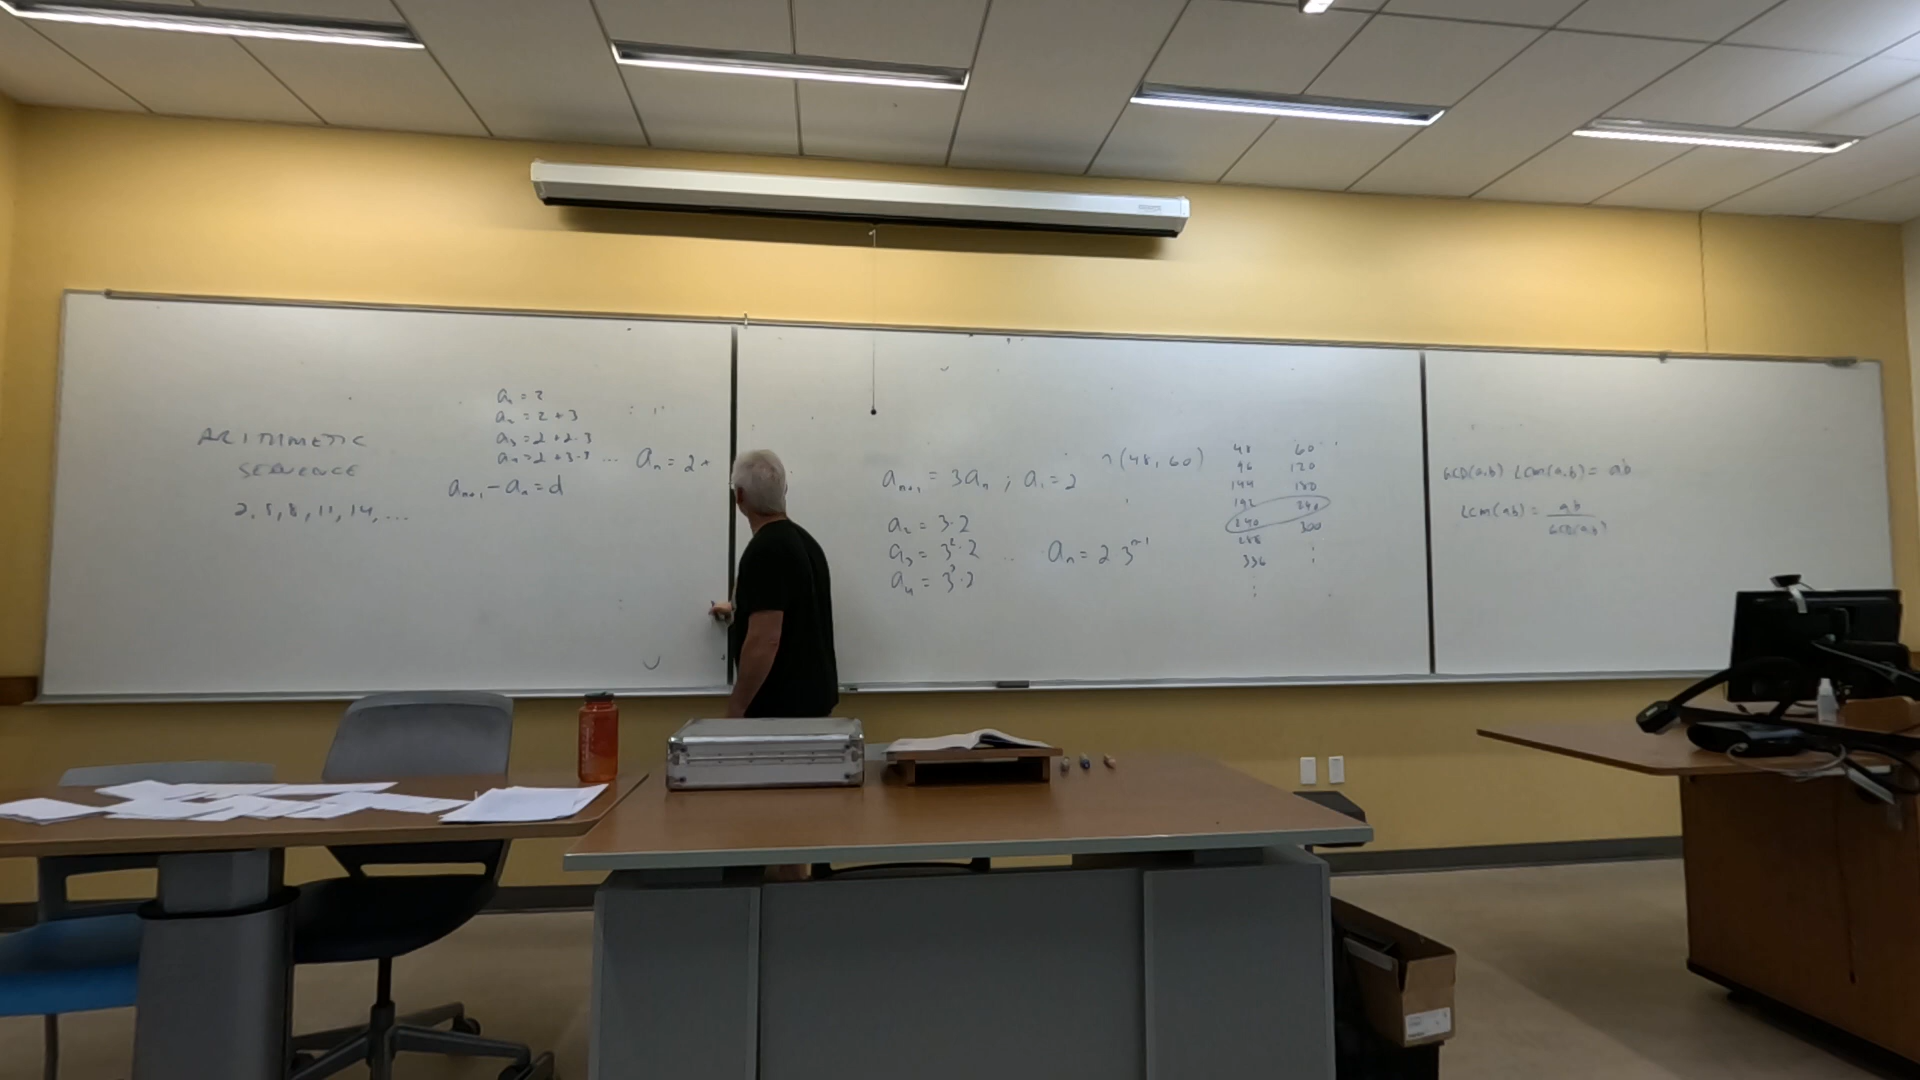 ARITHMETIC
SEQUENCE
2, 5, 8, 11, 14, ...
a₁ = 2
a₂ = 2 + 3
a₃ = 2 + 2·3
a₄ = 2 + 3·3 ...
aₙ = 2 +
aₙ₊₁ − aₙ = d
aₙ₊₁ = 3aₙ ; a₁ = 2
a₂ = 3·2
a₃ = 3²·2 ...
a₄ = 3³·2
aₙ = 2 3ⁿ⁻¹
(48, 60)
48 60
96 120
144 180
192 240
240 300
288 ⋮
336
⋮
GCD(a,b) LCM(a,b) = ab
LCM(a,b) = ab / GCD(a,b)